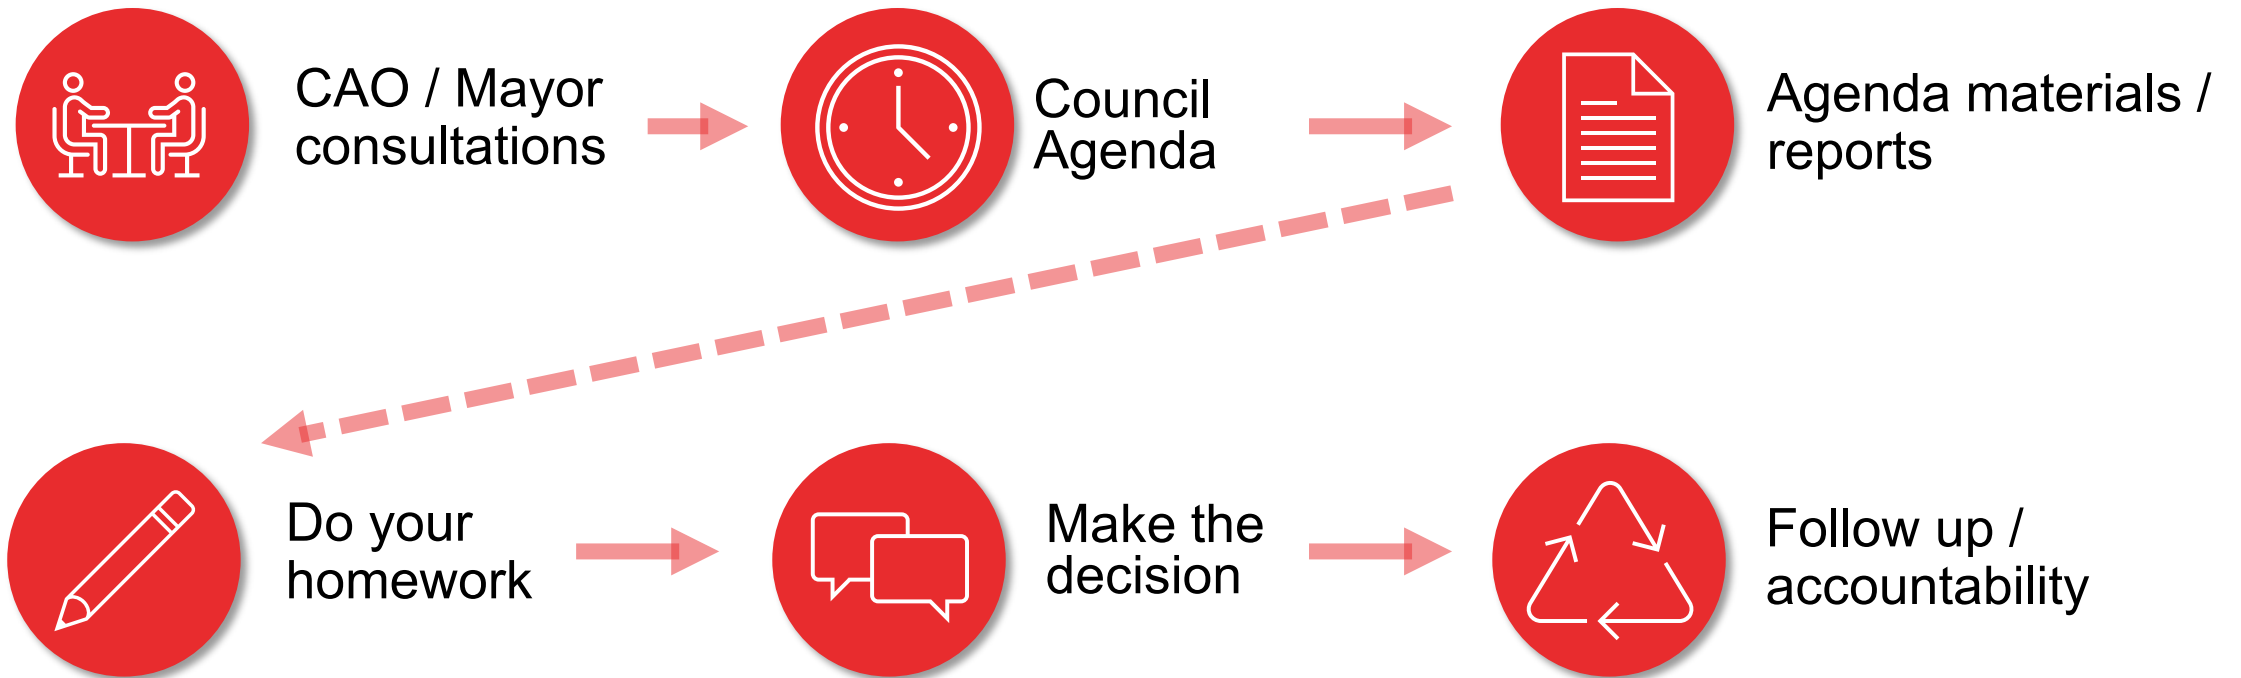 CAO / Mayor
consultations
Council
Agenda
Agenda materials /
reports
Do your
homework
Make the
decision
Follow up /
accountability